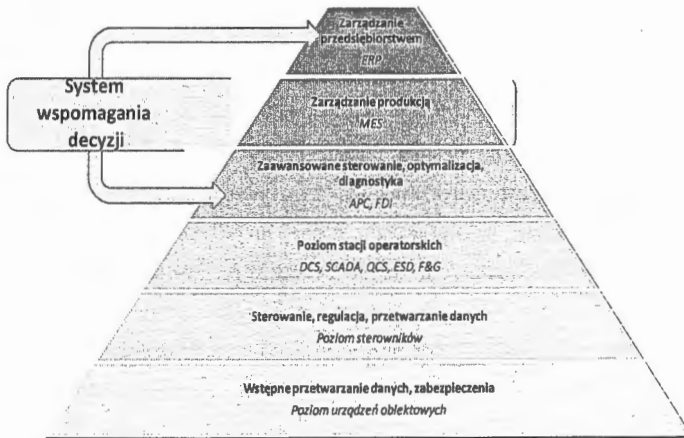 Zarządzanie
przedsiębiorstwem
ERP
System
wspomagania
decyzji
Zarządzanie produkcją
MES
Zaawansowane sterowanie, optymalizacja,
diagnostyka
APC, FDI
Poziom stacji operatorskich
DCS, SCADA, QCS, ESD, F&G
Sterowanie, regulacja, przetwarzanie danych
Poziom sterowników
Wstępne przetwarzanie danych, zabezpieczenia
Poziom urządzeń obiektowych